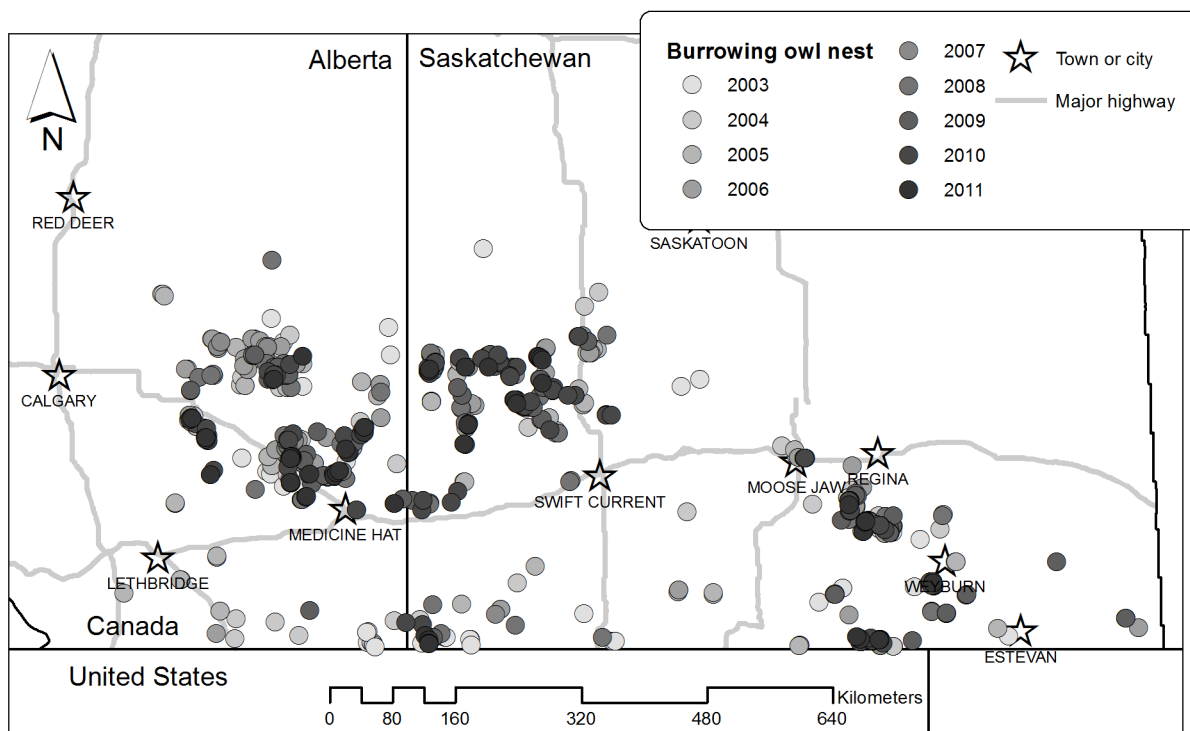 Alberta
Saskatchewan
N
Burrowing owl nest
2003
2004
2005
2006
2007
2008
2009
2010
2011
Town or city
Major highway
RED DEER
SASKATOON
CALGARY
SWIFT CURRENT
MOOSE JAW
REGINA
MEDICINE HAT
LETHBRIDGE
WEYBURN
Canada
ESTEVAN
United States
Kilometers
0 80 160 320 480 640